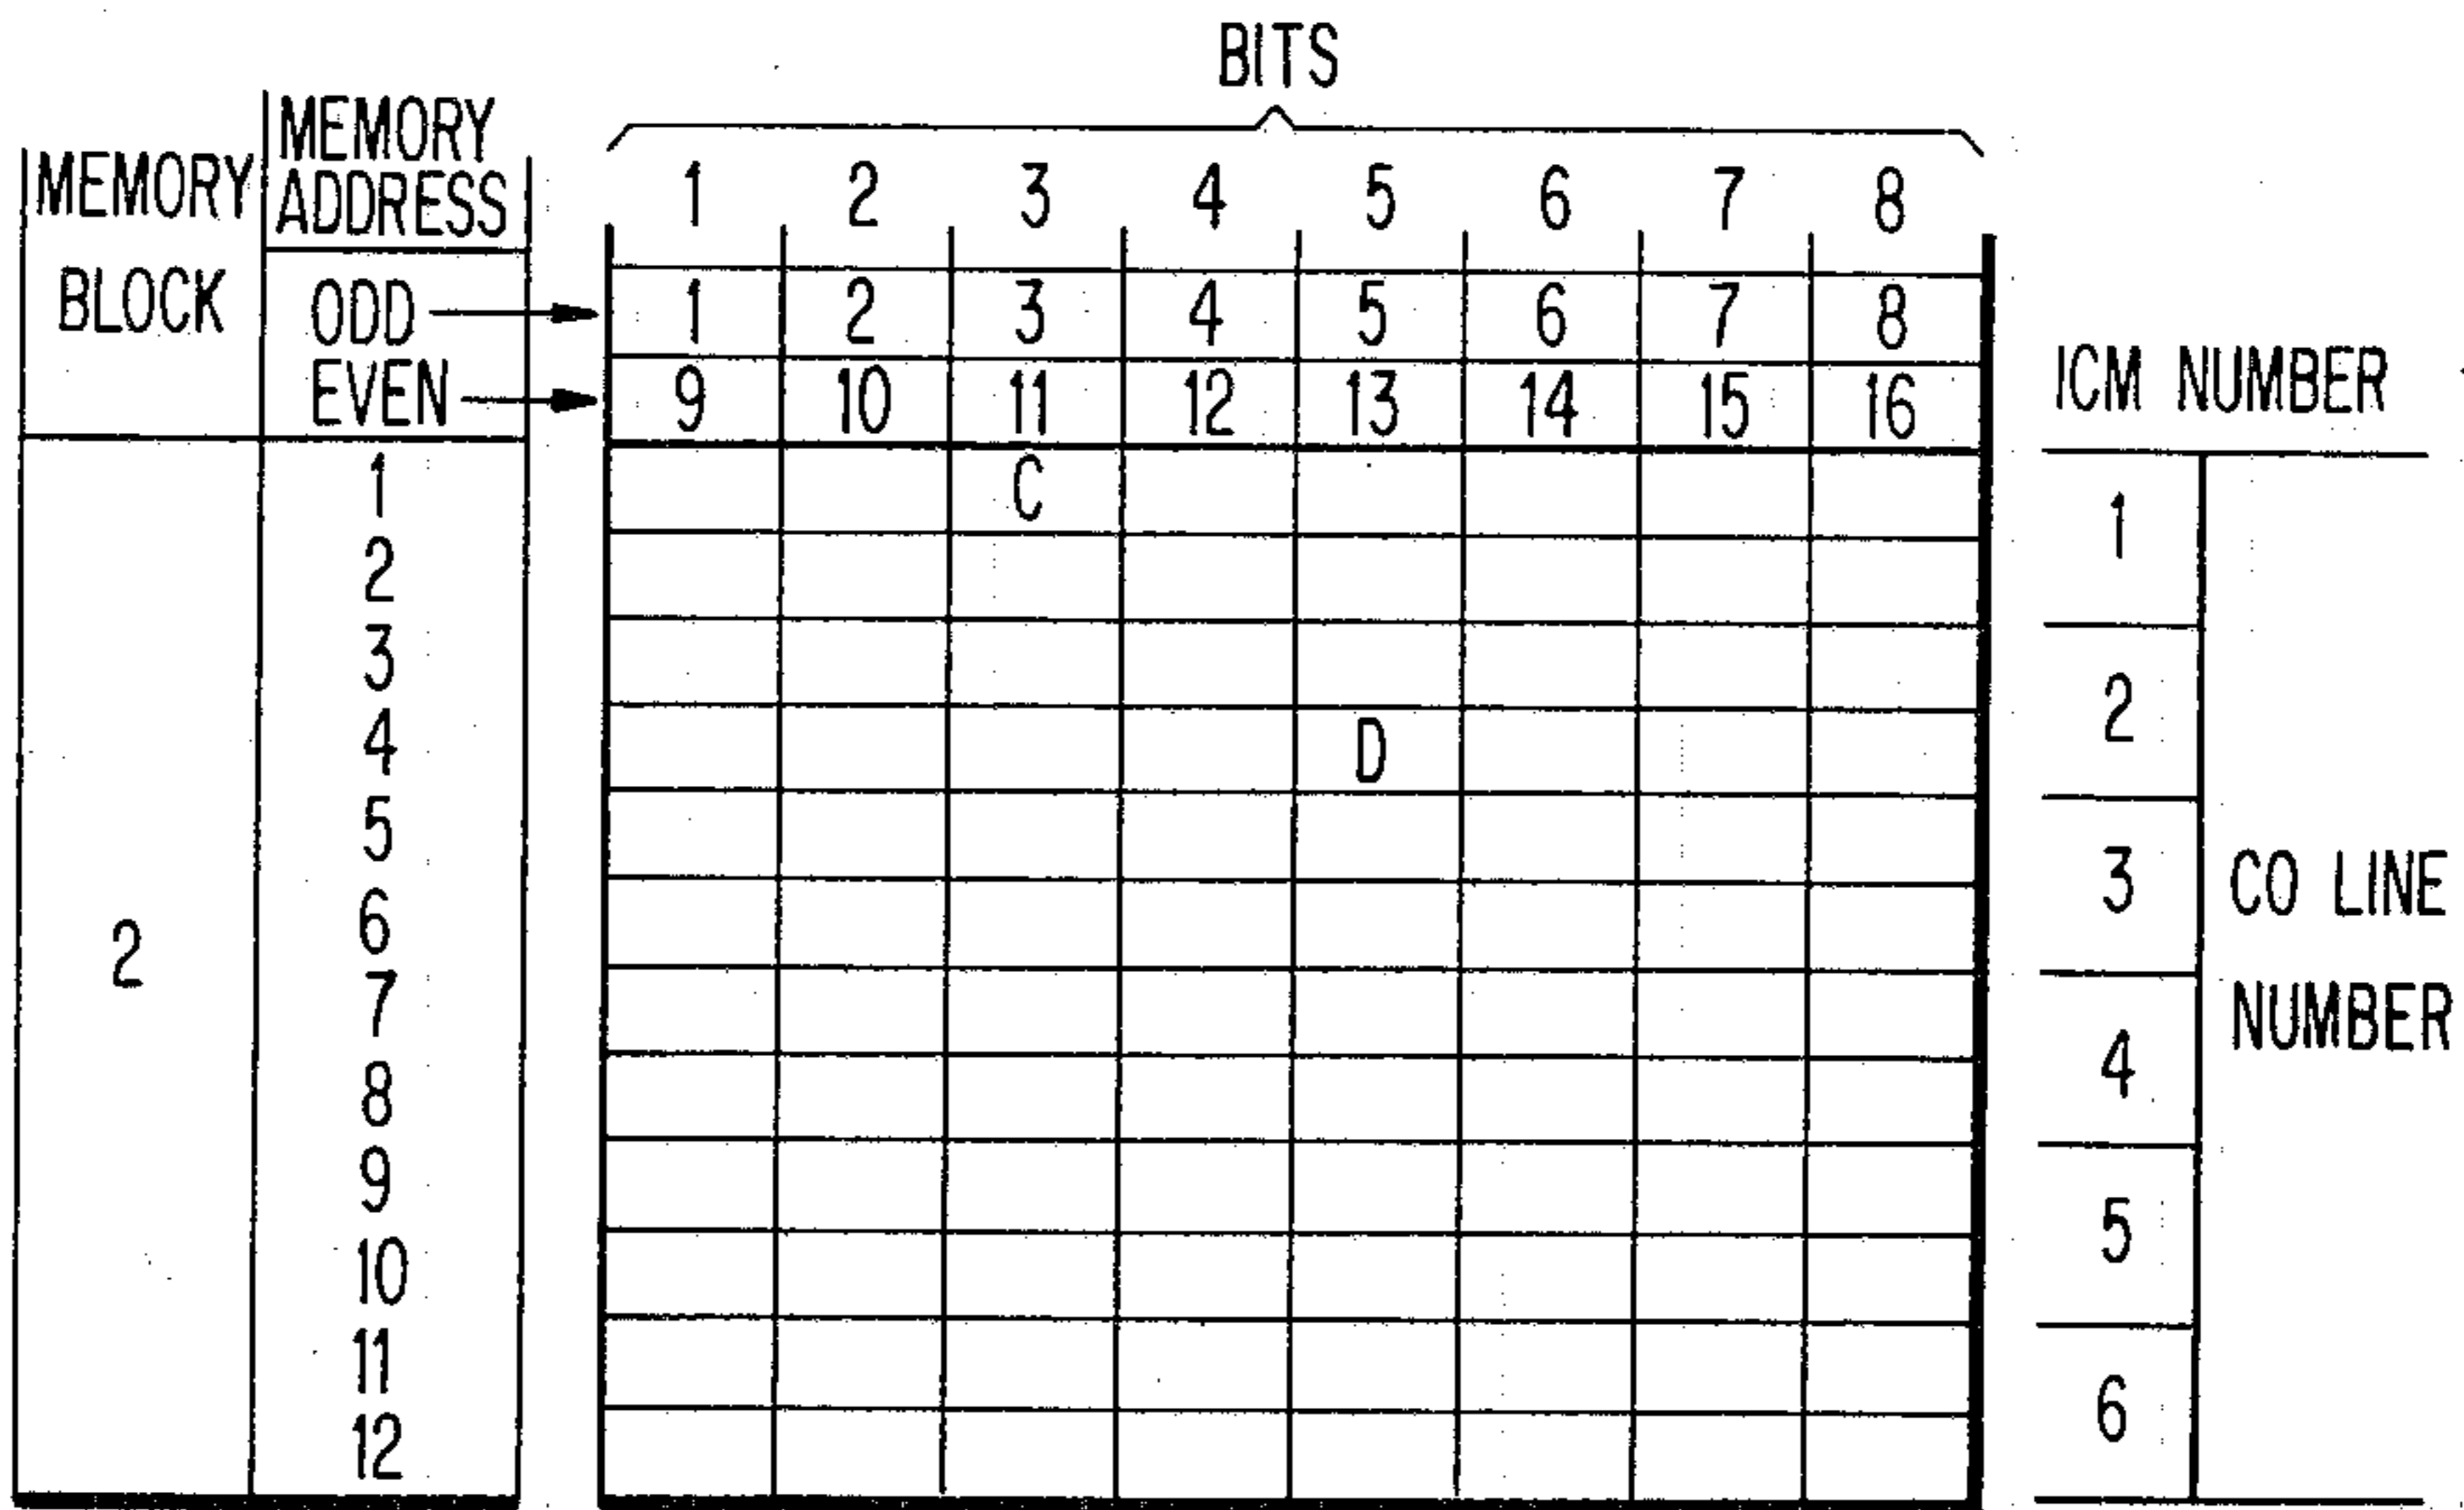 BITS
MEMORY BLOCK
MEMORY ADDRESS
1 2 3 4 5 6 7 8
ODD 1 2 3 4 5 6 7 8
EVEN 9 10 11 12 13 14 15 16
ICM NUMBER
2
1 C
2
3
4 D
5
6
7
8
9
10
11
12
1
2
3
4
5
6
CO LINE
NUMBER